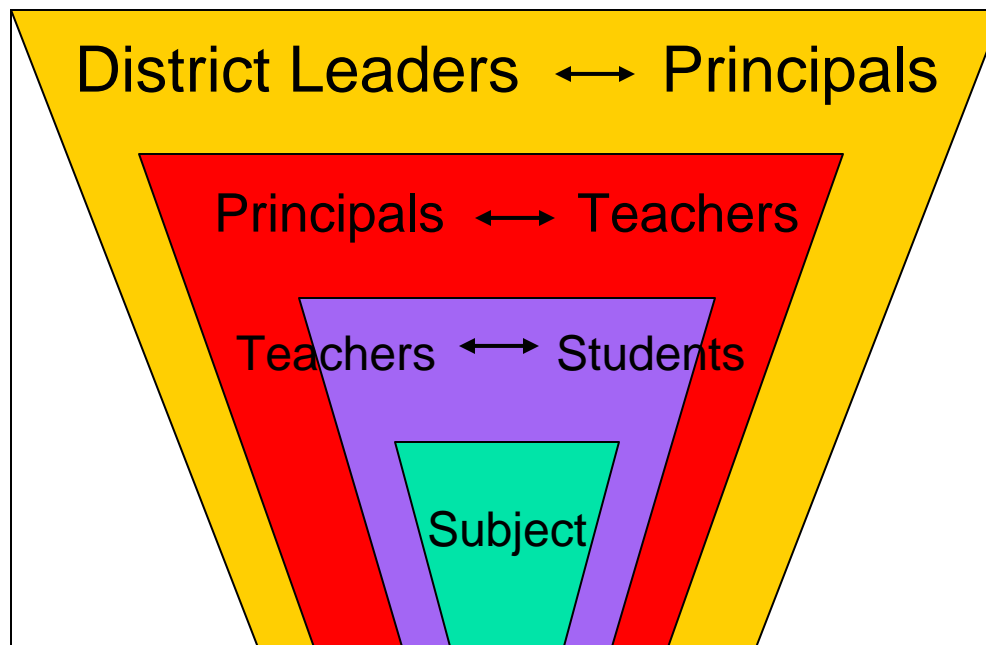 District Leaders ↔ Principals
Principals ↔ Teachers
Teachers ↔ Students
Subject